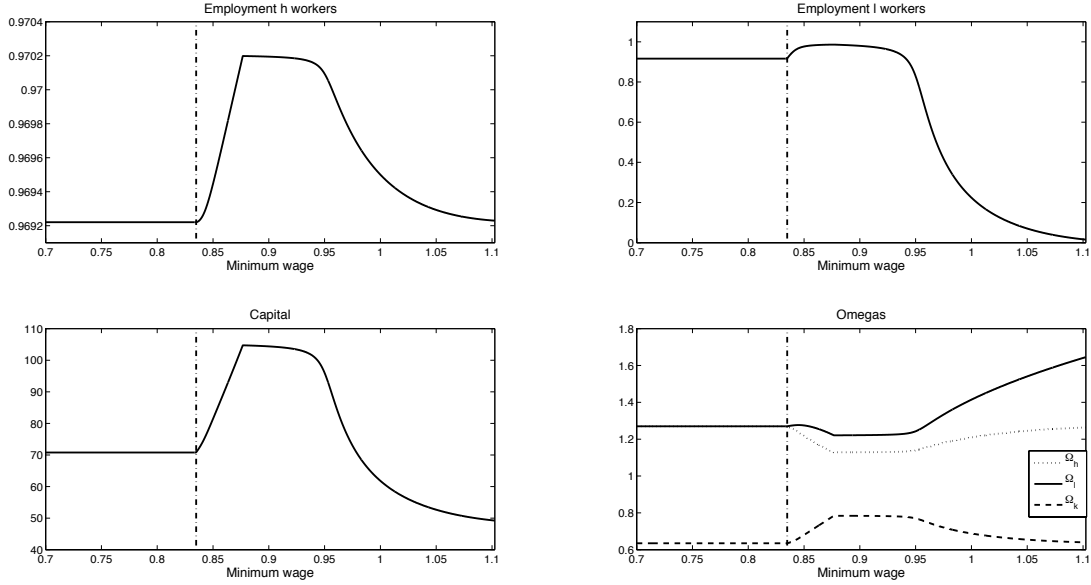 Employment h workers
0.9704
0.9702
0.97
0.9698
0.9696
0.9694
0.9692
0.7 0.75 0.8 0.85 0.9 0.95 1 1.05 1.1
Minimum wage
Employment l workers
1
0.8
0.6
0.4
0.2
0
0.7 0.75 0.8 0.85 0.9 0.95 1 1.05 1.1
Minimum wage
Capital
110
100
90
80
70
60
50
40
0.7 0.75 0.8 0.85 0.9 0.95 1 1.05 1.1
Minimum wage
Omegas
1.8
1.6
1.4
1.2
1
0.8
0.6
0.7 0.75 0.8 0.85 0.9 0.95 1 1.05 1.1
Minimum wage
Ω_h
Ω_l
Ω_k